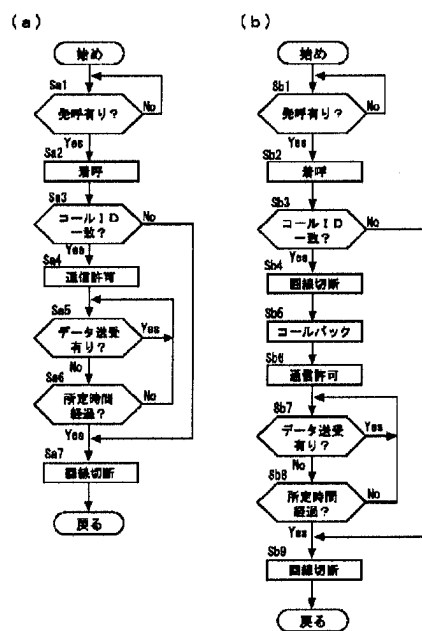 (a)
始め
Sa1
発呼有り？
No
Yes
Sa2
着呼
Sa3
コールＩＤ
一致？
No
Yes
Sa4
通信許可
Sa5
データ送受
有り？
Yes
No
Sa6
所定時間
経過？
No
Yes
Sa7
回線切断
戻る
(b)
始め
Sb1
発呼有り？
No
Yes
Sb2
着呼
Sb3
コールＩＤ
一致？
No
Yes
Sb4
回線切断
Sb5
コールバック
Sb6
通信許可
Sb7
データ送受
有り？
Yes
No
Sb8
所定時間
経過？
No
Yes
Sb9
回線切断
戻る